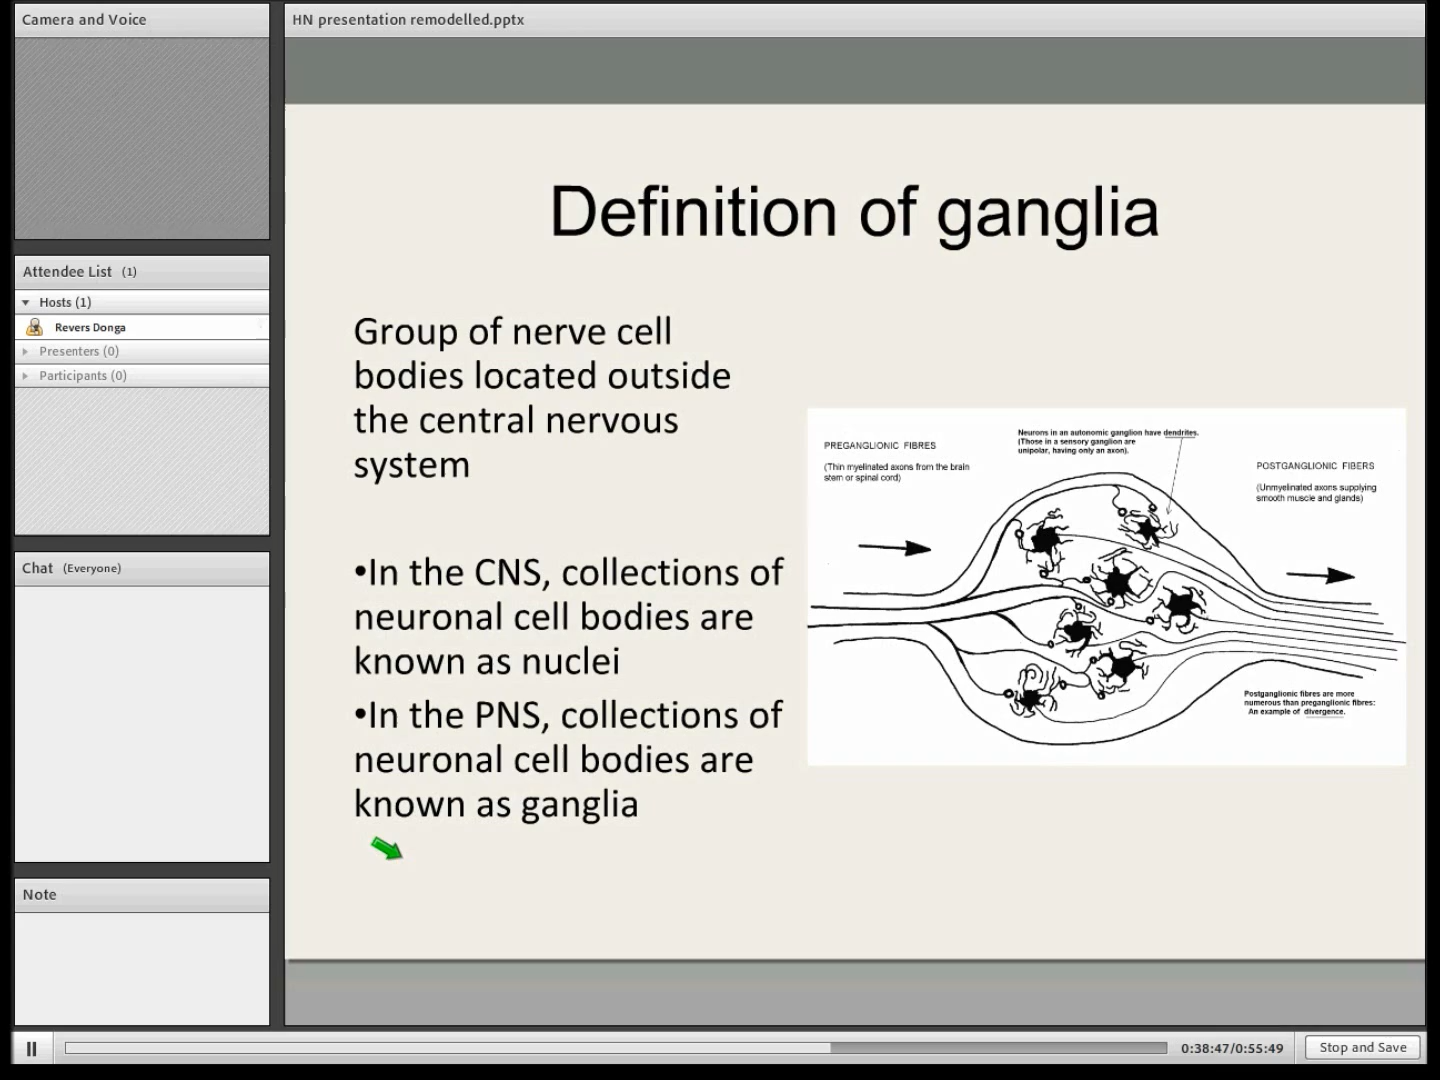 Camera and Voice
HN presentation remodelled.pptx
Attendee List (1)
Hosts (1)
Revers Donga
Presenters (0)
Participants (0)
Chat (Everyone)
Note
Definition of ganglia
Group of nerve cell
bodies located outside
the central nervous
system
•In the CNS, collections of
neuronal cell bodies are
known as nuclei
•In the PNS, collections of
neuronal cell bodies are
known as ganglia
PREGANGLIONIC FIBRES
(Thin myelinated axons from the brain
stem or spinal cord)
Neurons in an autonomic ganglion have dendrites.
(Those in a sensory ganglion are
unipolar, having only an axon).
POSTGANGLIONIC FIBERS
(Unmyelinated axons supplying
smooth muscle and glands)
Postganglionic fibres are more
numerous than preganglionic fibres:
An example of divergence.
0:38:47/0:55:49
Stop and Save